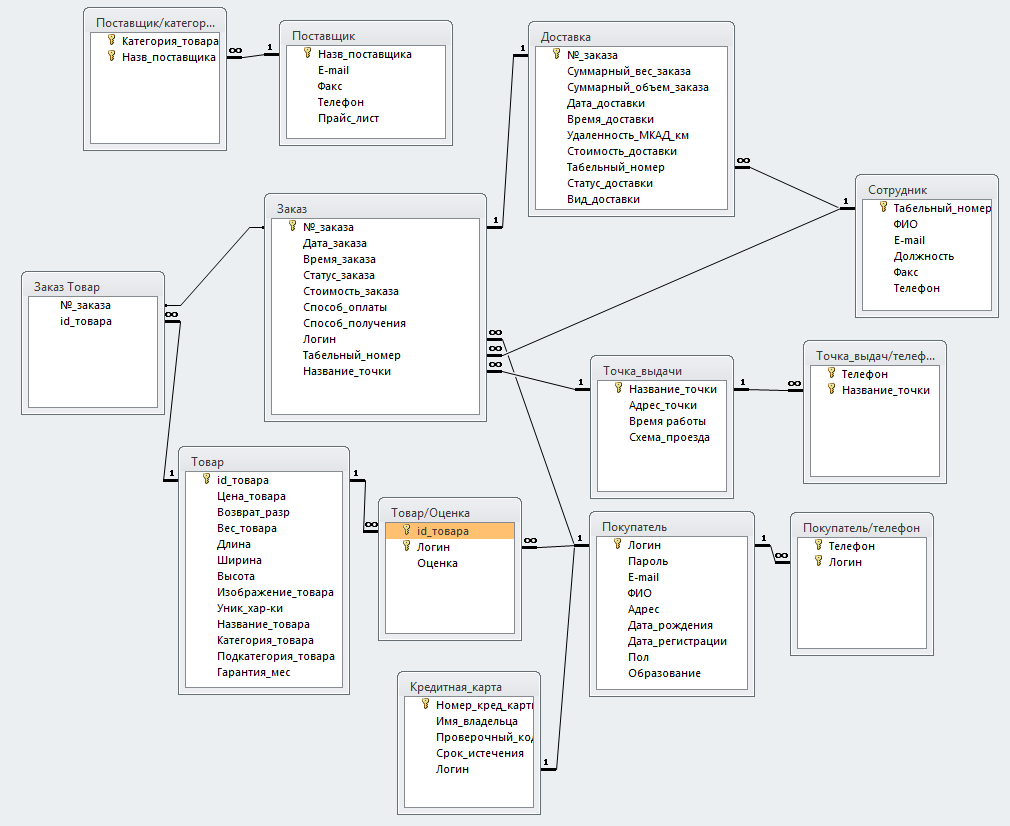 Поставщик/категор...
Категория_товара
Назв_поставщика
∞
1
Поставщик
Назв_поставщика
E-mail
Факс
Телефон
Прайс_лист
Доставка
№_заказа
Суммарный_вес_заказа
Суммарный_объем_заказа
Дата_доставки
Время_доставки
Удаленность_МКАД_км
Стоимость_доставки
Табельный_номер
Статус_доставки
Вид_доставки
1
∞
1
Сотрудник
Табельный_номер
ФИО
E-mail
Должность
Факс
Телефон
Заказ
№_заказа
Дата_заказа
Время_заказа
Статус_заказа
Стоимость_заказа
Способ_оплаты
Способ_получения
Логин
Табельный_номер
Название_точки
1
∞
∞
∞
Заказ Товар
№_заказа
id_товара
∞
Точка_выдачи
Название_точки
Адрес_точки
Время работы
Схема_проезда
1
1
∞
Точка_выдач/телеф...
Телефон
Название_точки
Товар
id_товара
Цена_товара
Возврат_разр
Вес_товара
Длина
Ширина
Высота
Изображение_товара
Уник_хар-ки
Название_товара
Категория_товара
Подкатегория_товара
Гарантия_мес
1
1
∞
Товар/Оценка
id_товара
Логин
Оценка
∞
1
Покупатель
Логин
Пароль
E-mail
ФИО
Адрес
Дата_рождения
Дата_регистрации
Пол
Образование
1
∞
Покупатель/телефон
Телефон
Логин
Кредитная_карта
Номер_кред_карт
Имя_владельца
Проверочный_ко
Срок_истечения
Логин
1